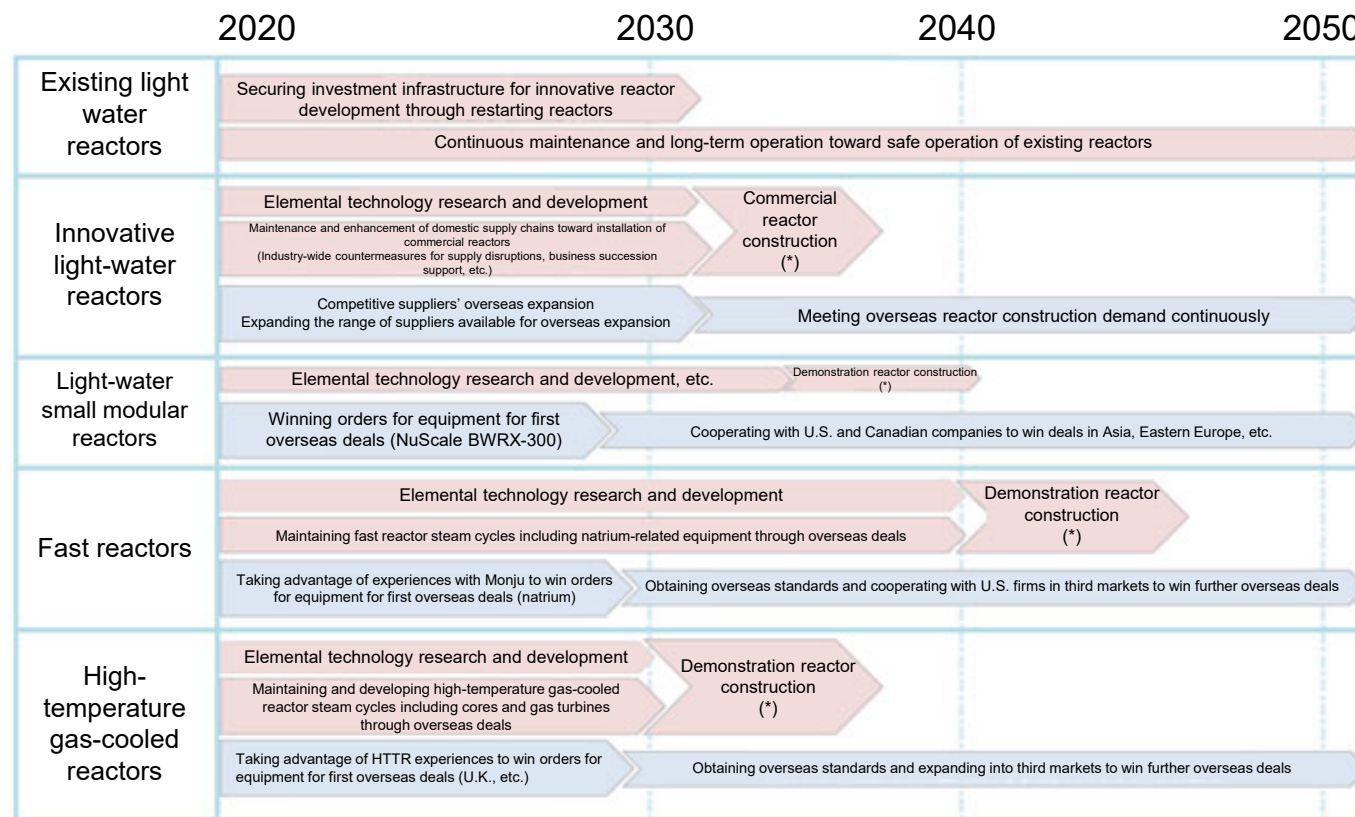 2020 2030 2040 2050
Existing light
water
reactors
Securing investment infrastructure for innovative reactor
development through restarting reactors
Continuous maintenance and long-term operation toward safe operation of existing reactors
Innovative
light-water
reactors
Elemental technology research and development
Maintenance and enhancement of domestic supply chains toward installation of
commercial reactors
(Industry-wide countermeasures for supply disruptions, business succession
support, etc.)
Commercial
reactor
construction
(*)
Competitive suppliers’ overseas expansion
Expanding the range of suppliers available for overseas expansion
Meeting overseas reactor construction demand continuously
Light-water
small modular
reactors
Elemental technology research and development, etc.
Demonstration reactor construction
(*)
Winning orders for equipment for first
overseas deals (NuScale BWRX-300)
Cooperating with U.S. and Canadian companies to win deals in Asia, Eastern Europe, etc.
Fast reactors
Elemental technology research and development
Maintaining fast reactor steam cycles including natrium-related equipment through overseas deals
Demonstration reactor
construction
(*)
Taking advantage of experiences with Monju to win orders
for equipment for first overseas deals (natrium)
Obtaining overseas standards and cooperating with U.S. firms in third markets to win further overseas deals
High-
temperature
gas-cooled
reactors
Elemental technology research and development
Maintaining and developing high-temperature gas-cooled
reactor steam cycles including cores and gas turbines
through overseas deals
Demonstration reactor
construction
(*)
Taking advantage of HTTR experiences to win orders for
equipment for first overseas deals (U.K., etc.)
Obtaining overseas standards and expanding into third markets to win further overseas deals